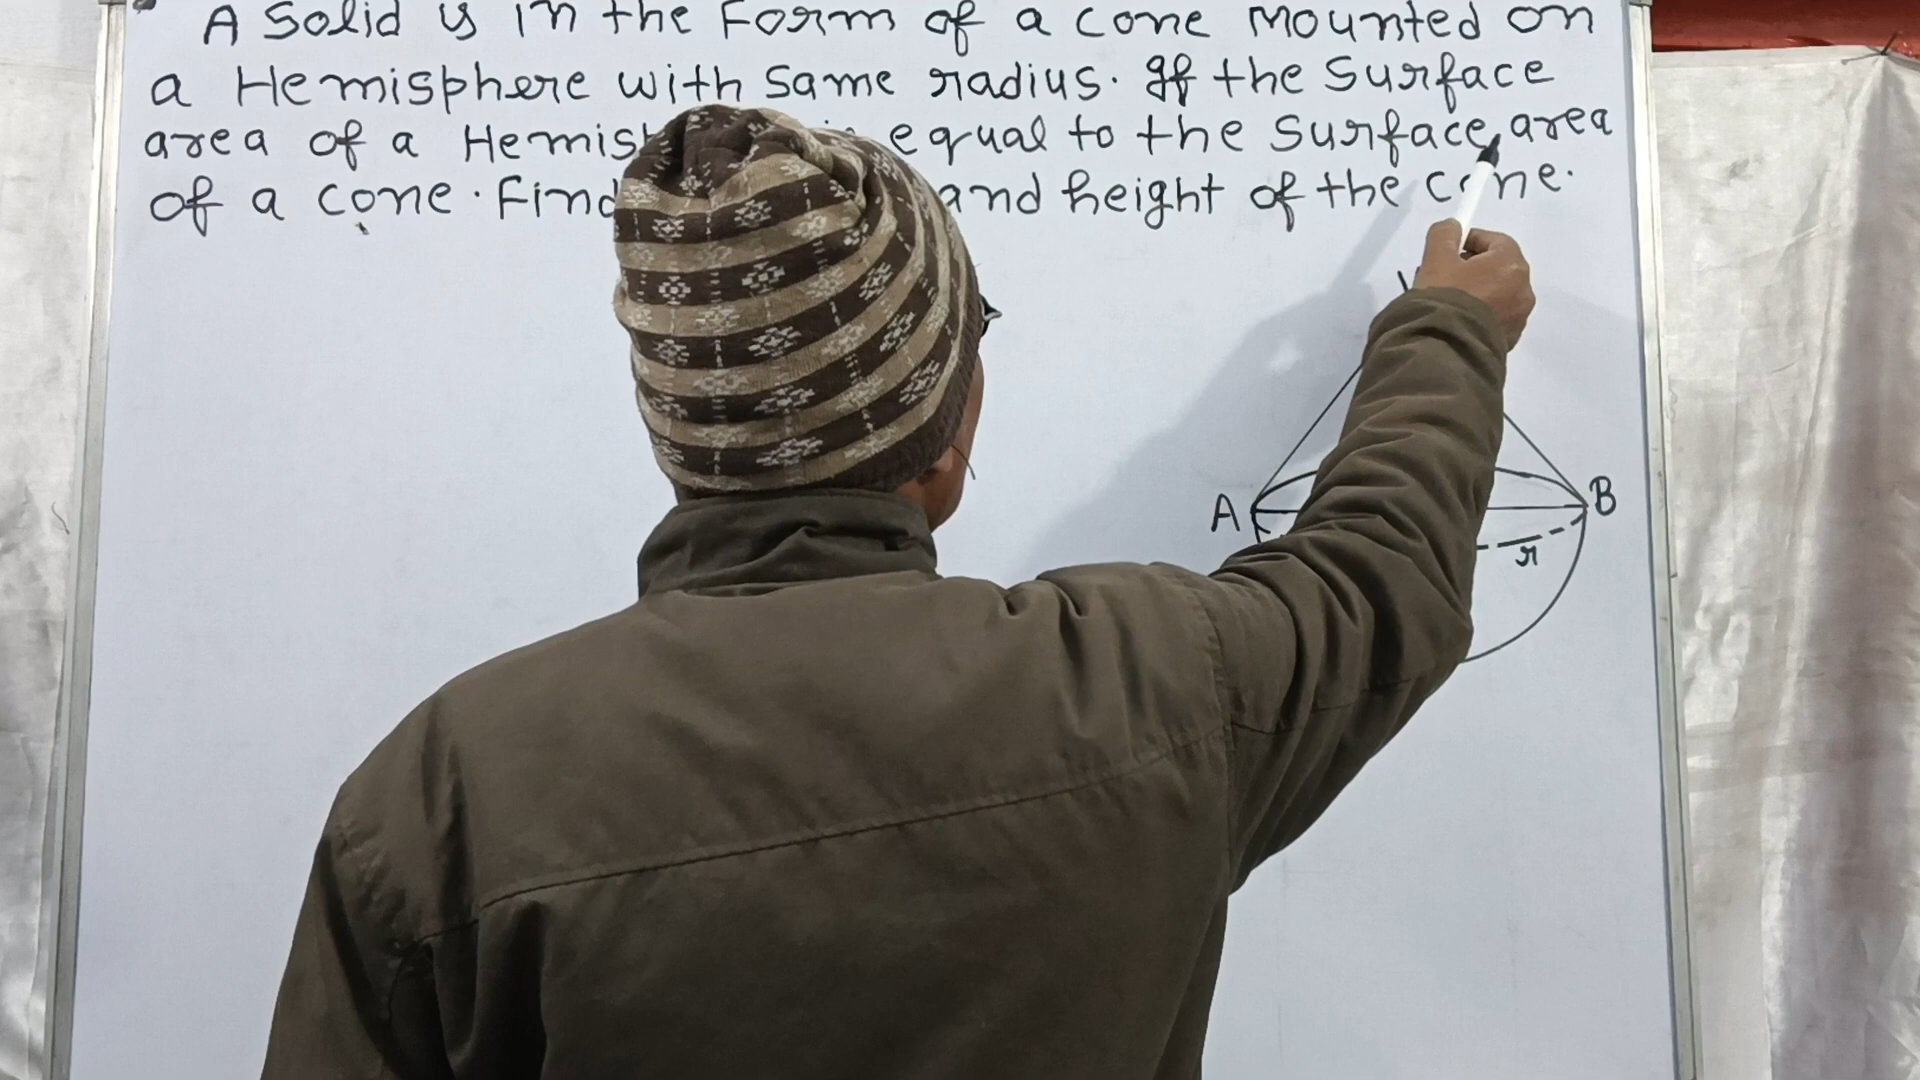 A Solid is in the Form of a cone Mounted on
a Hemisphere with Same radius. If the Surface
area of a Hemis equal to the Surface area
of a cone. Find and height of the cone.
A
B
r